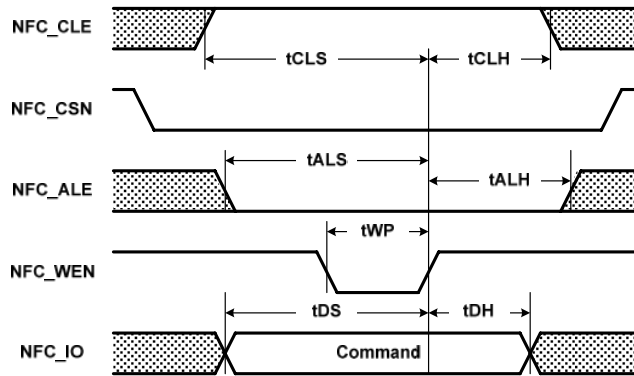 NFC_CLE
tCLS
tCLH
NFC_CSN
tALS
tALH
NFC_ALE
tWP
NFC_WEN
tDS
tDH
NFC_IO
Command